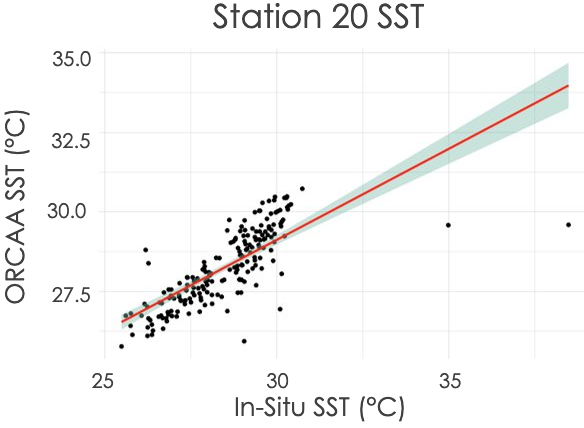 Station 20 SST
ORCAA SST (°C)
35.0
32.5
30.0
27.5
25
30
35
In-Situ SST (°C)